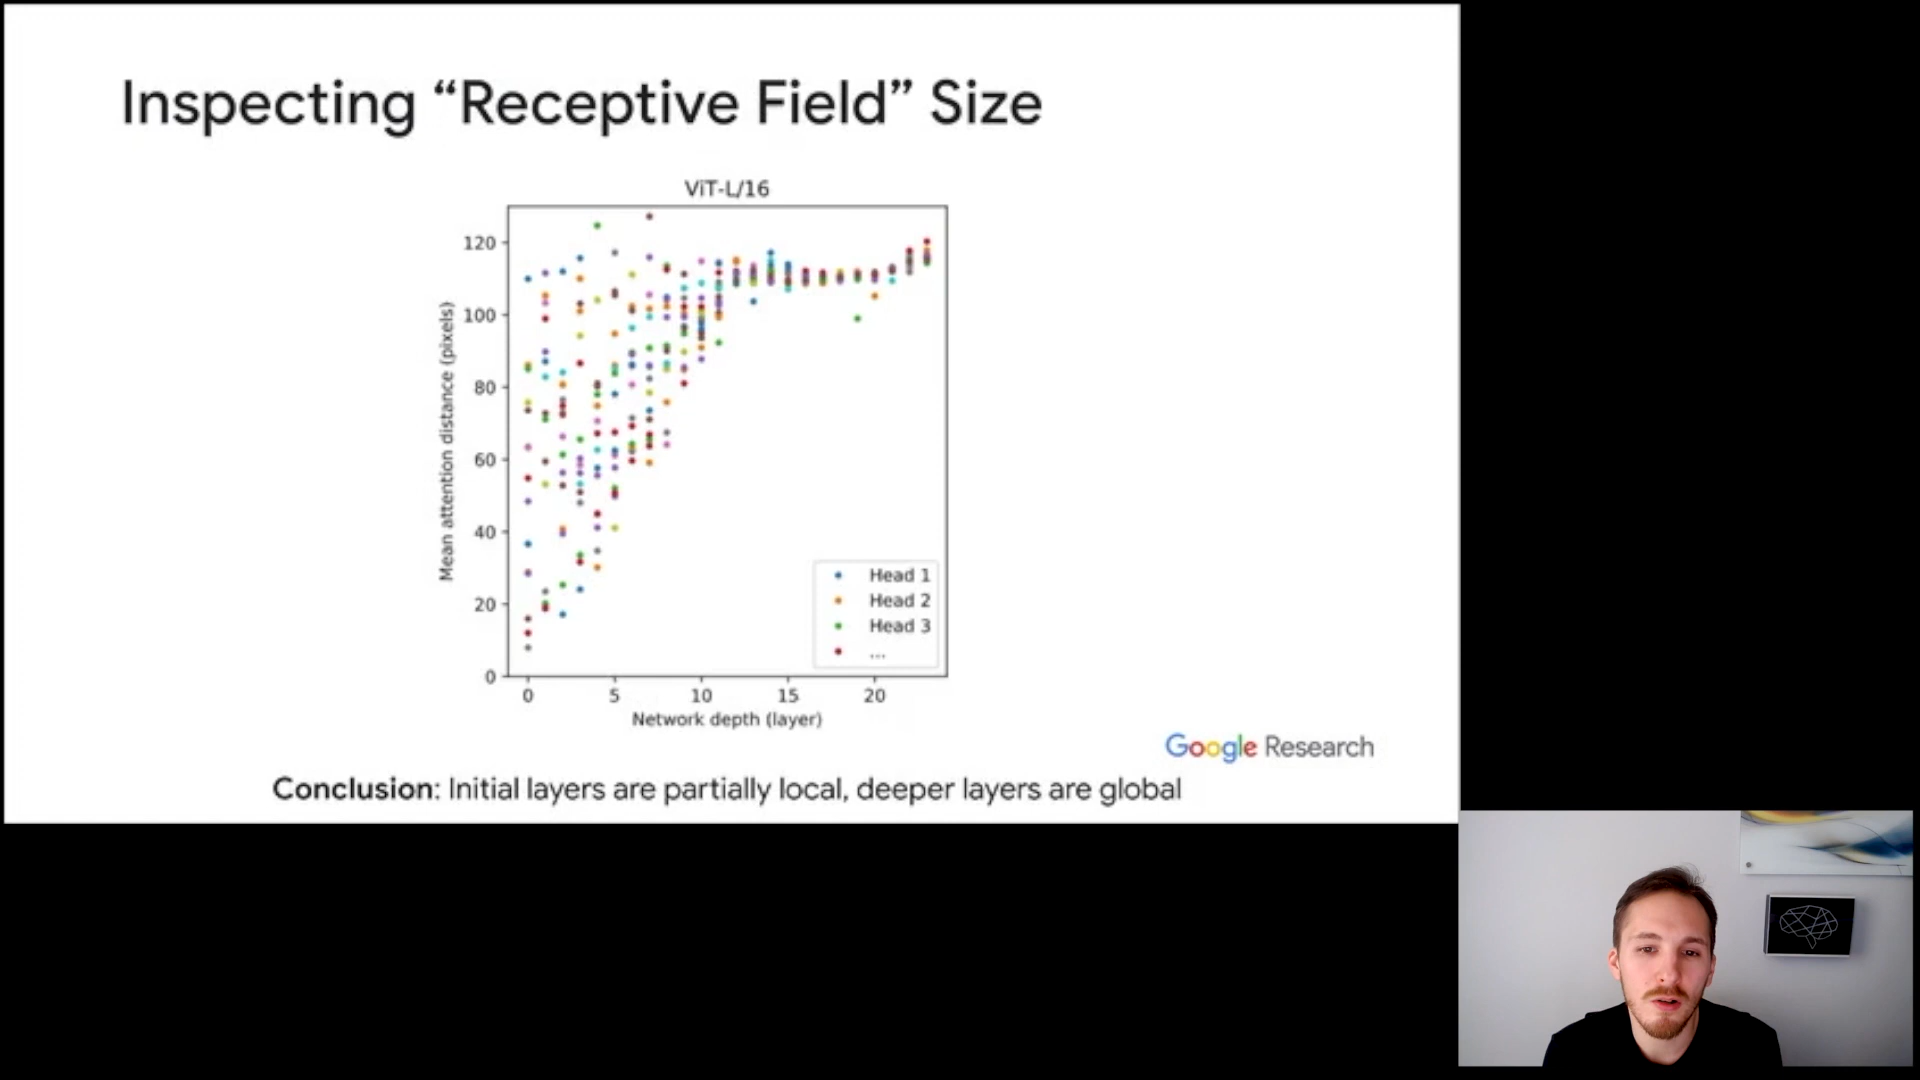 Inspecting “Receptive Field” Size
ViT-L/16
120
100
80
60
40
20
0
Mean attention distance (pixels)
Head 1
Head 2
Head 3
...
0 5 10 15 20
Network depth (layer)
Google Research
Conclusion: Initial layers are partially local, deeper layers are global